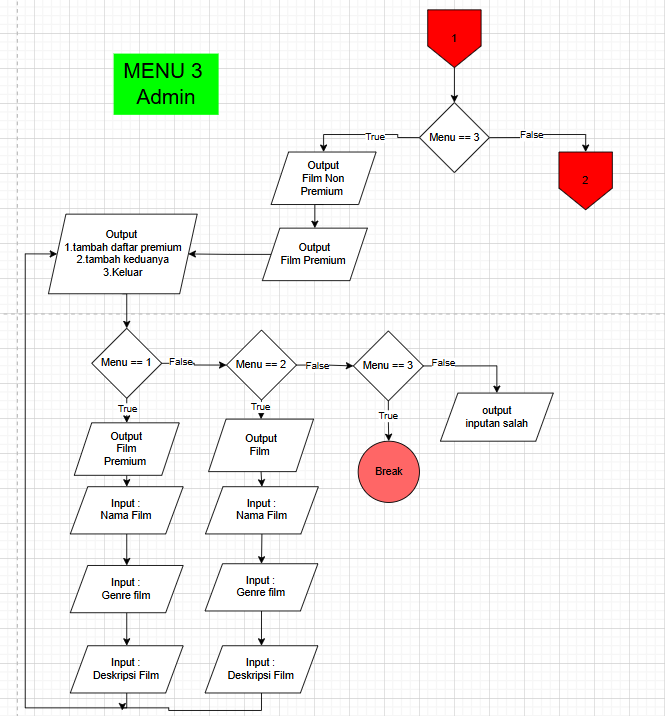 1
MENU 3
Admin
Menu == 3
True
False
Output
Film Non
Premium
2
Output
1.tambah daftar premium
2.tambah keduanya
3.Keluar
Output
Film Premium
Menu == 1
False
Menu == 2
False
Menu == 3
False
True
True
True
output
inputan salah
Output
Film
Premium
Output
Film
Break
Input :
Nama Film
Input :
Nama Film
Input :
Genre film
Input :
Genre film
Input :
Deskripsi Film
Input :
Deskripsi Film